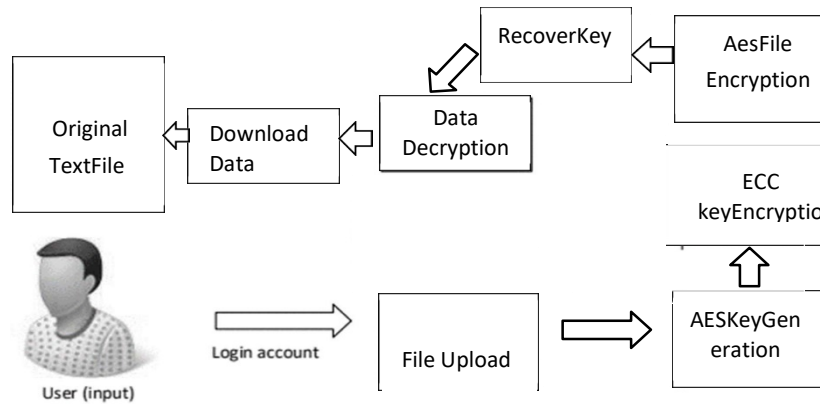 RecoverKey
AesFile
Encryption
Original
TextFile
Download
Data
Data
Decryption
ECC
keyEncryptio
Login account
File Upload
AESKeyGen
eration
User (input)